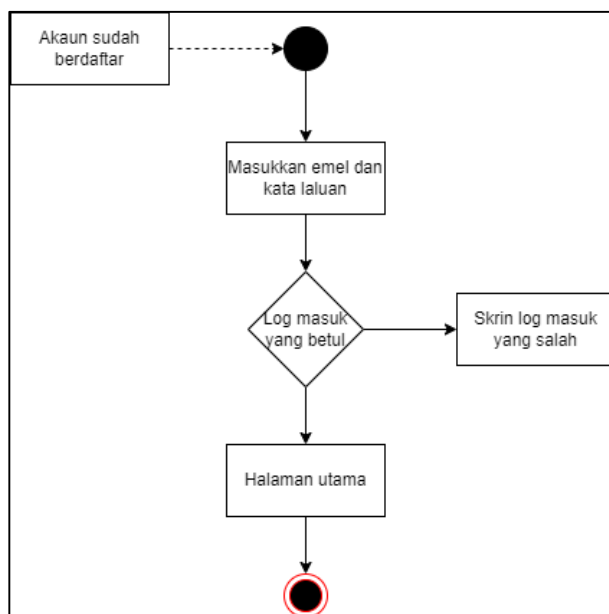 Akaun sudah
berdaftar
Masukkan emel dan
kata laluan
Log masuk
yang betul
Skrin log masuk
yang salah
Halaman utama